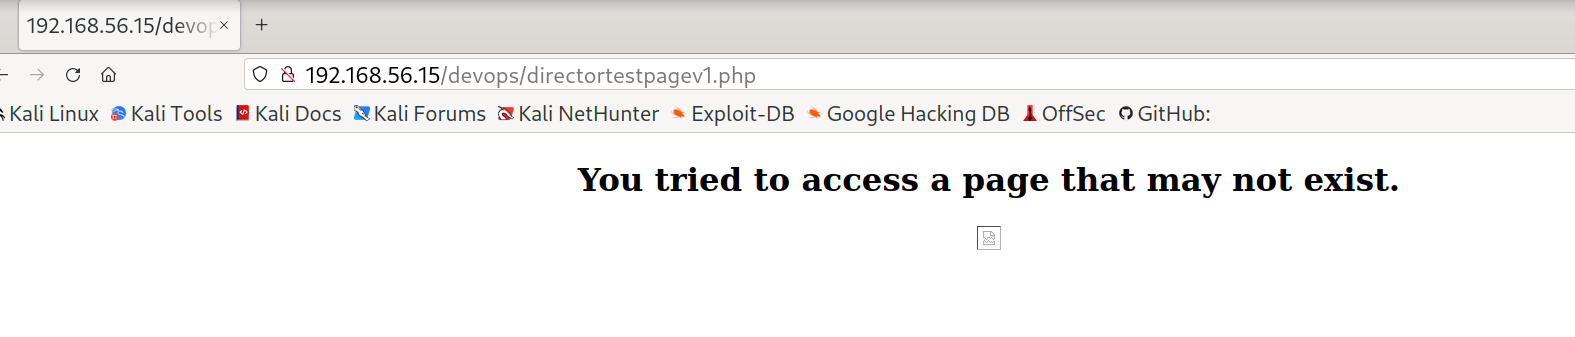 192.168.56.15/devop
192.168.56.15/devops/directortestpagev1.php
Kali Linux Kali Tools Kali Docs Kali Forums Kali NetHunter Exploit-DB Google Hacking DB OffSec GitHub:
You tried to access a page that may not exist.